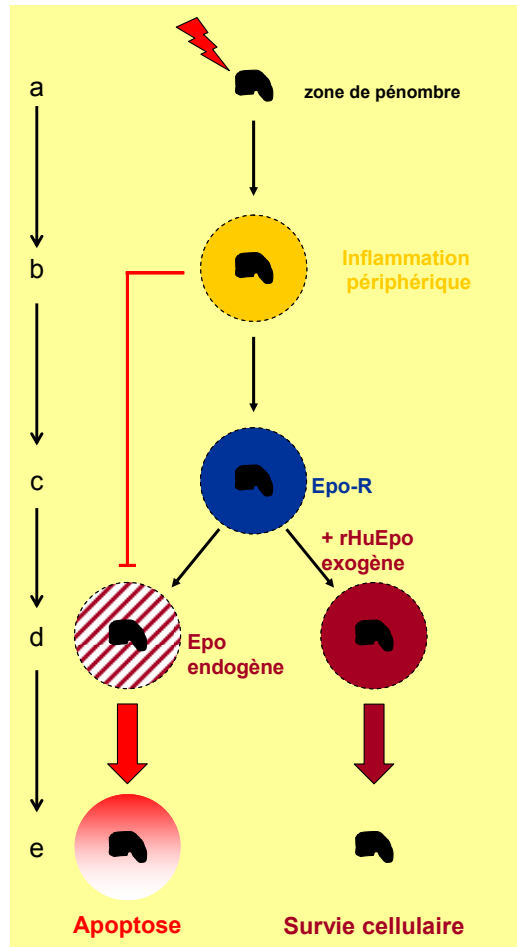 a
zone de pénombre
b
Inflammation
périphérique
c
Epo-R
+ rHuEpo
exogène
d
Epo
endogène
e
Apoptose
Survie cellulaire